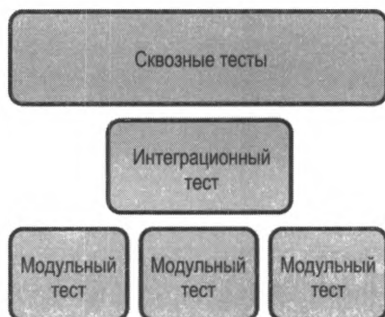 Сквозные тесты
Интеграционный
тест
Модульный
тест
Модульный
тест
Модульный
тест